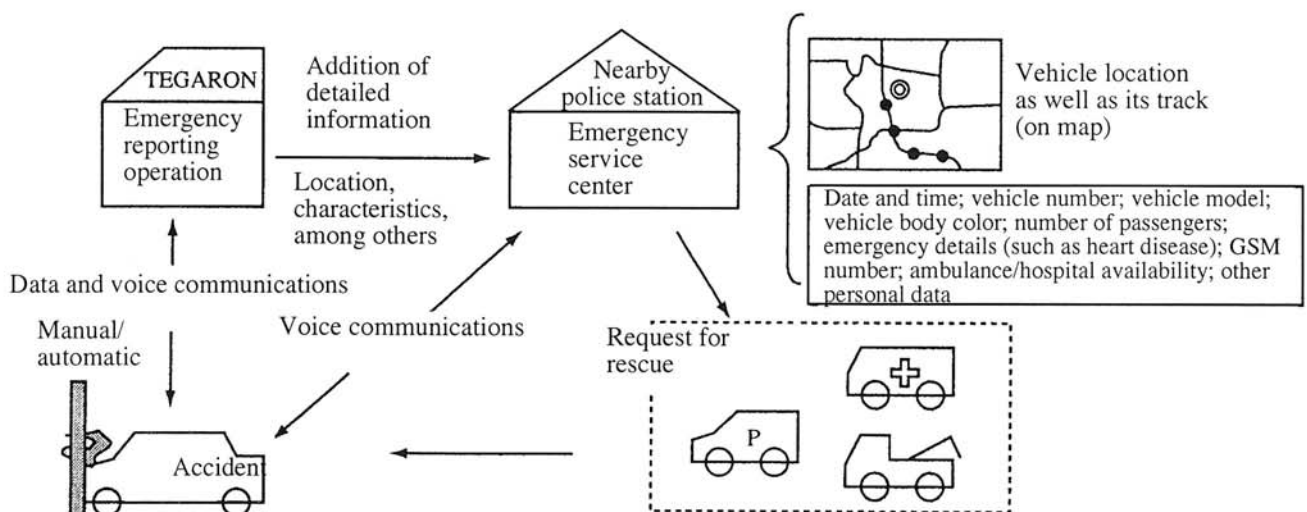 TEGARON
Emergency
reporting
operation
Addition of
detailed
information
Location,
characteristics,
among others
Nearby
police station
Emergency
service
center
Vehicle location
as well as its track
(on map)
Date and time; vehicle number; vehicle model;
vehicle body color; number of passengers;
emergency details (such as heart disease); GSM
number; ambulance/hospital availability; other
personal data
Data and voice communications
Manual/
automatic
Voice communications
Request for
rescue
P
Accident